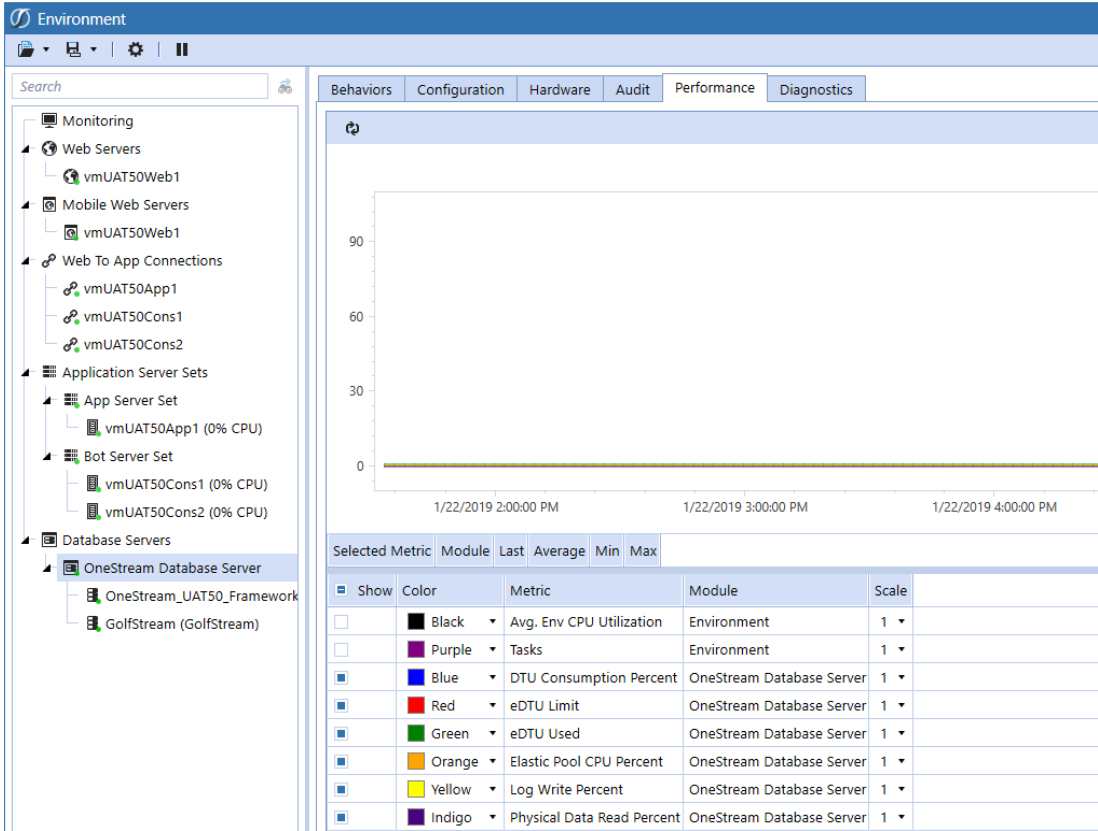 Environment
Search
Monitoring
Web Servers
vmUAT50Web1
Mobile Web Servers
vmUAT50Web1
Web To App Connections
vmUAT50App1
vmUAT50Cons1
vmUAT50Cons2
Application Server Sets
App Server Set
vmUAT50App1 (0% CPU)
Bot Server Set
vmUAT50Cons1 (0% CPU)
vmUAT50Cons2 (0% CPU)
Database Servers
OneStream Database Server
OneStream_UAT50_Framework
GolfStream (GolfStream)
Behaviors Configuration Hardware Audit Performance Diagnostics
90
60
30
0
1/22/2019 2:00:00 PM 1/22/2019 3:00:00 PM 1/22/2019 4:00:00 PM
Selected Metric Module Last Average Min Max
Show Color Metric Module Scale
Black Avg. Env CPU Utilization Environment 1
Purple Tasks Environment 1
Blue DTU Consumption Percent OneStream Database Server 1
Red eDTU Limit OneStream Database Server 1
Green eDTU Used OneStream Database Server 1
Orange Elastic Pool CPU Percent OneStream Database Server 1
Yellow Log Write Percent OneStream Database Server 1
Indigo Physical Data Read Percent OneStream Database Server 1